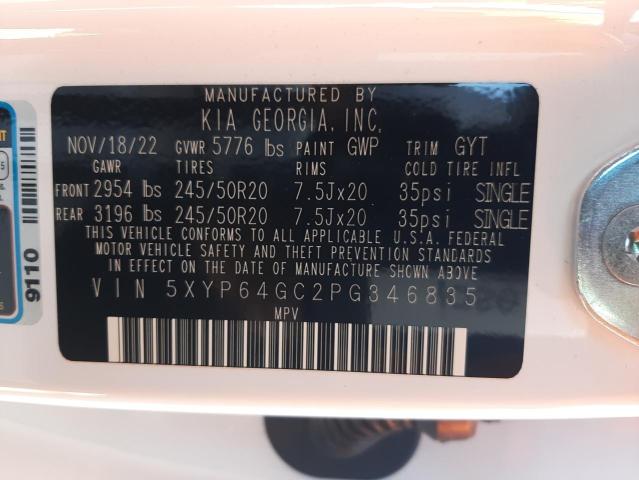 MANUFACTURED BY
KIA GEORGIA, INC.
NOV/18/22 GVWR 5776 lbs PAINT GWP TRIM GYT
GAWR TIRES RIMS COLD TIRE INFL
FRONT 2954 lbs 245/50R20 7.5Jx20 35psi SINGLE
REAR 3196 lbs 245/50R20 7.5Jx20 35psi SINGLE
THIS VEHICLE CONFORMS TO ALL APPLICABLE U.S.A. FEDERAL
MOTOR VEHICLE SAFETY AND THEFT PREVENTION STANDARDS
IN EFFECT ON THE DATE OF MANUFACTURE SHOWN ABOVE.
VIN 5XYP64GC2PG346835
MPV
9110